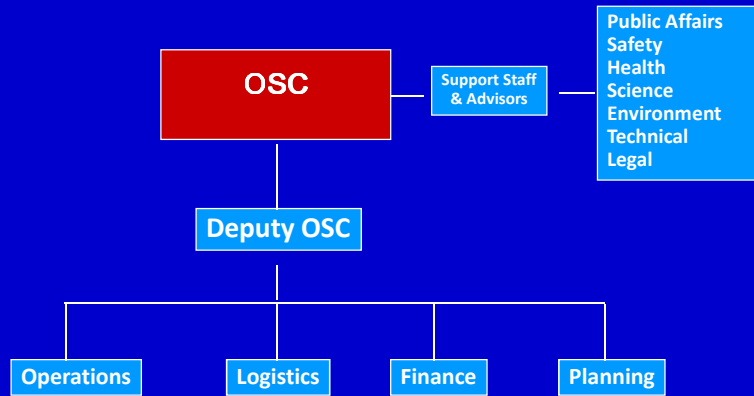 OSC
Support Staff
& Advisors
Public Affairs
Safety
Health
Science
Environment
Technical
Legal
Deputy OSC
Operations
Logistics
Finance
Planning